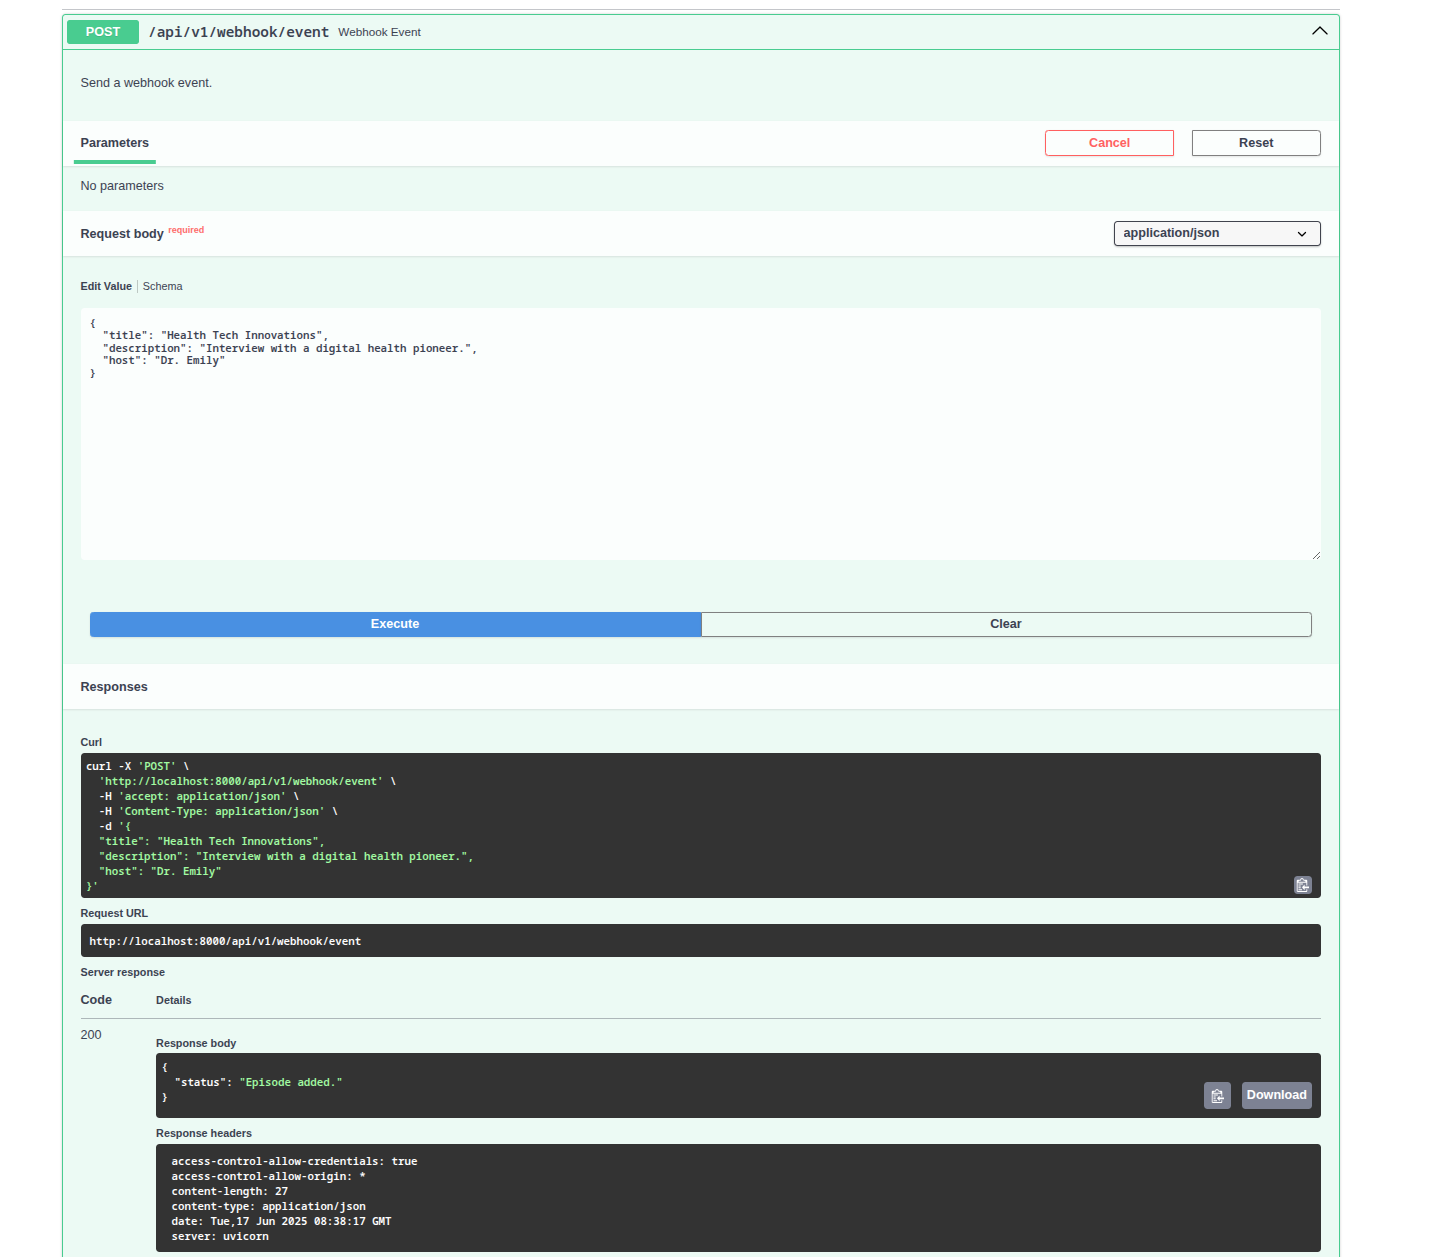 POST /api/v1/webhook/event Webhook Event
Send a webhook event.
Parameters
Cancel
Reset
No parameters
Request body required
application/json
Edit Value
Schema
{
  "title": "Health Tech Innovations",
  "description": "Interview with a digital health pioneer.",
  "host": "Dr. Emily"
}
Execute
Clear
Responses
Curl
curl -X 'POST' \
  'http://localhost:8000/api/v1/webhook/event' \
  -H 'accept: application/json' \
  -H 'Content-Type: application/json' \
  -d '{
  "title": "Health Tech Innovations",
  "description": "Interview with a digital health pioneer.",
  "host": "Dr. Emily"
}'
Request URL
http://localhost:8000/api/v1/webhook/event
Server response
Code
Details
200
Response body
{
  "status": "Episode added."
}
Download
Response headers
access-control-allow-credentials: true
access-control-allow-origin: *
content-length: 27
content-type: application/json
date: Tue,17 Jun 2025 08:38:17 GMT
server: uvicorn